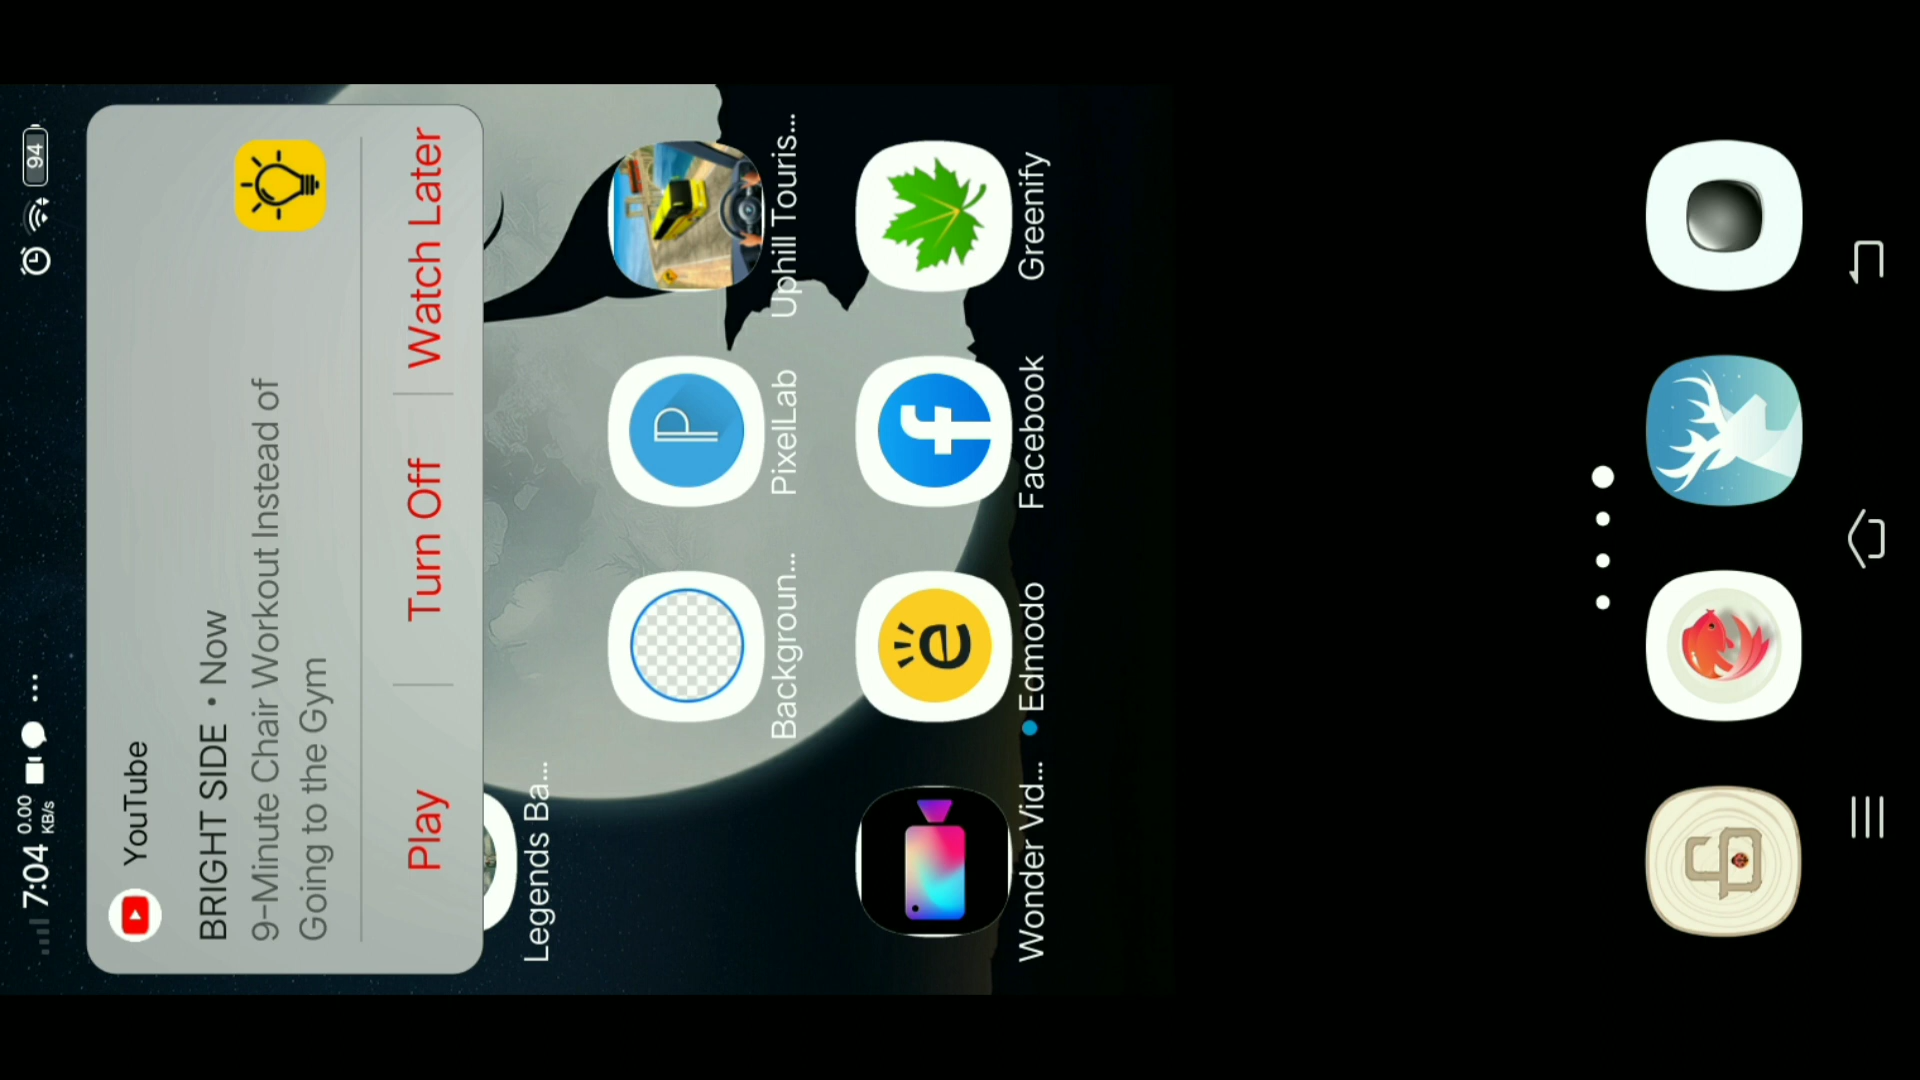 7:04 0.00 KB/s ... 94
YouTube
BRIGHT SIDE • Now
9-Minute Chair Workout Instead of
Going to the Gym
Play Turn Off Watch Later
Legends Ba...
Backgroun... PixelLab Uphill Touris...
Wonder Vid... Edmodo Facebook Greenify